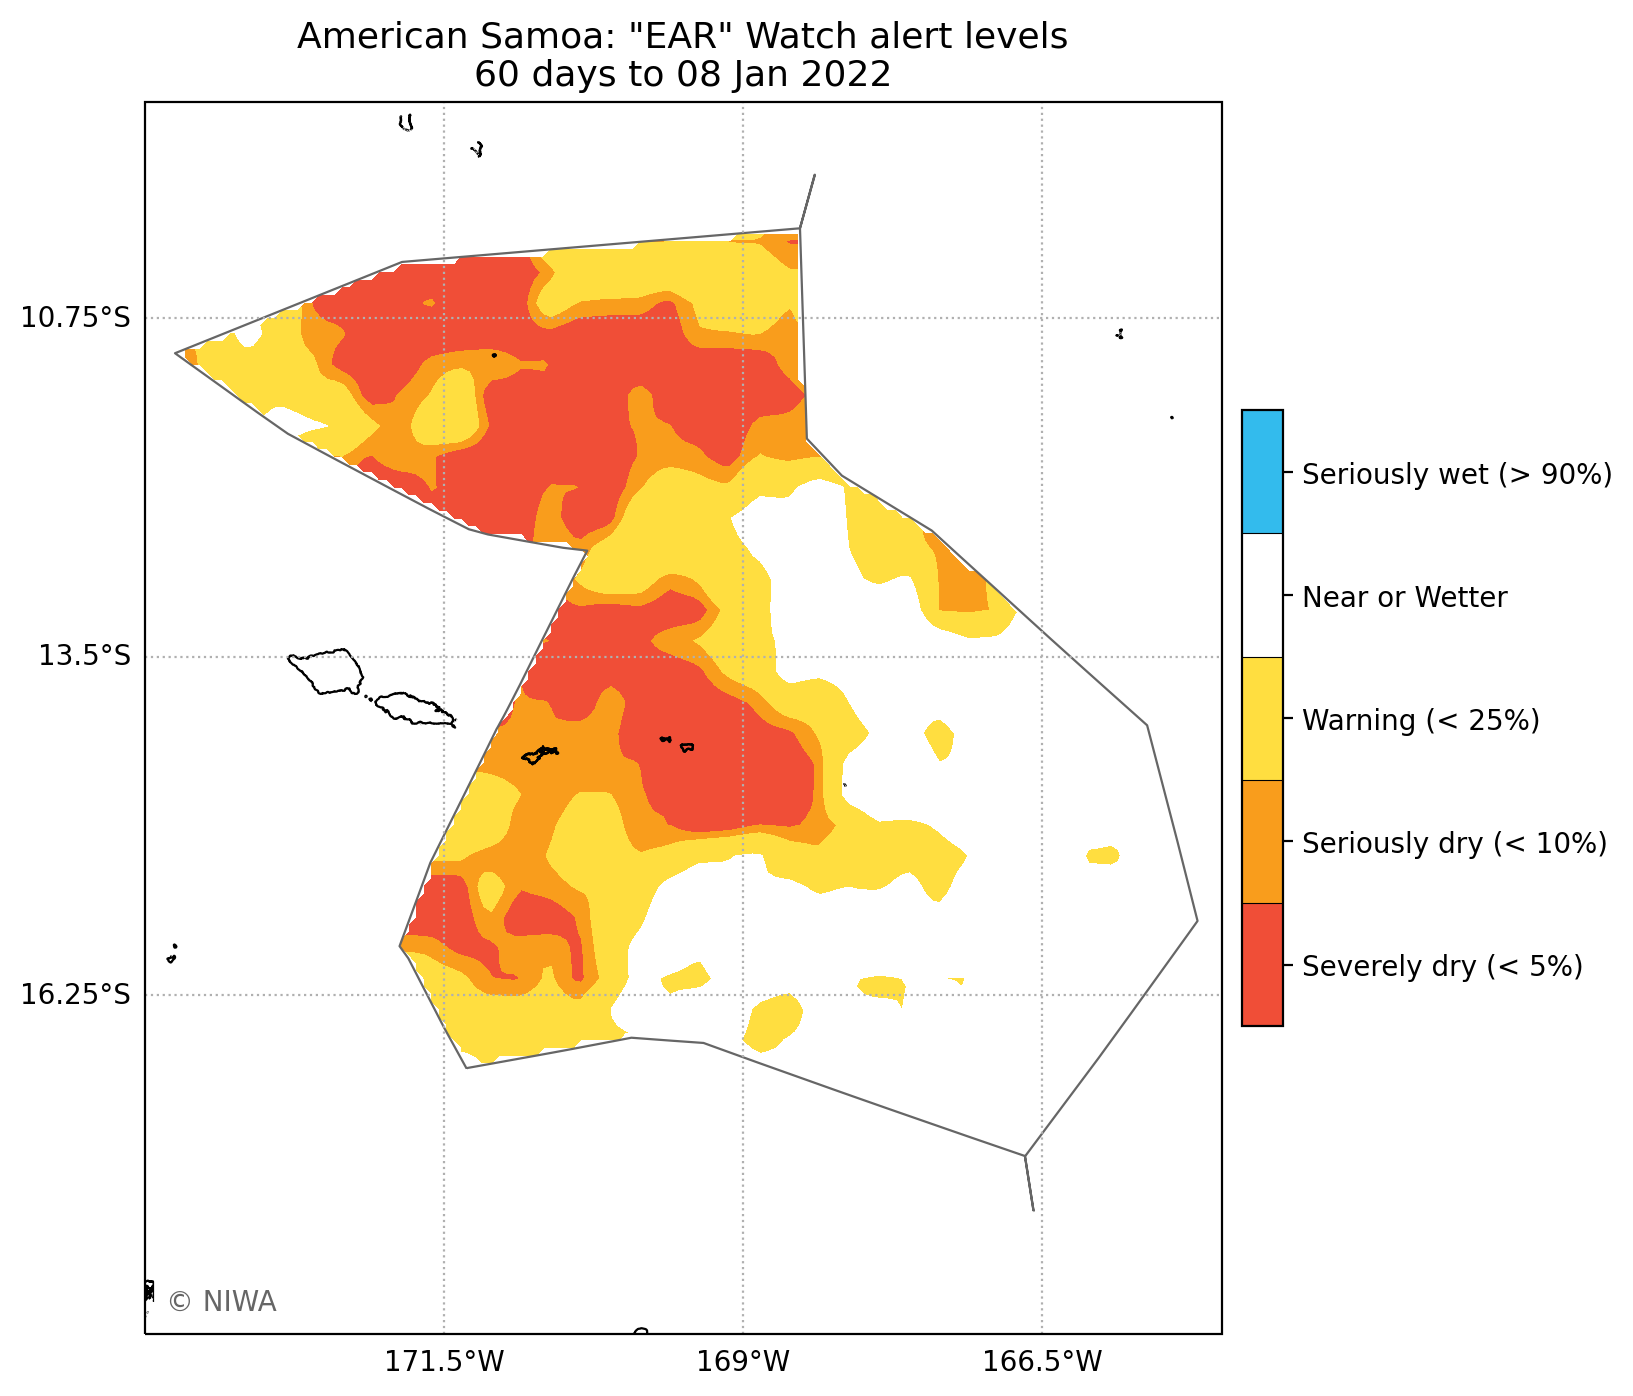 American Samoa: "EAR" Watch alert levels
60 days to 08 Jan 2022
10.75°S
13.5°S
16.25°S
171.5°W
169°W
166.5°W
Seriously wet (> 90%)
Near or Wetter
Warning (< 25%)
Seriously dry (< 10%)
Severely dry (< 5%)
© NIWA